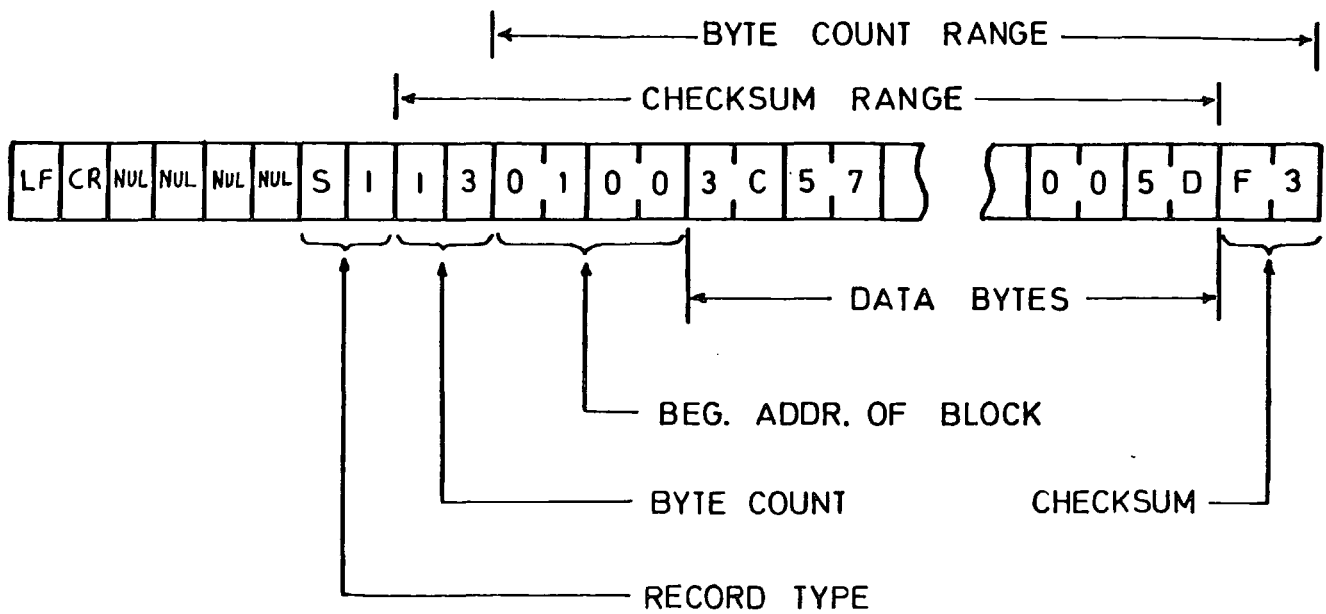 BYTE COUNT RANGE
CHECKSUM RANGE
LF CR NUL NUL NUL NUL S 1 1 3 0 1 0 0 3 C 5 7 0 0 5 D F 3
DATA BYTES
BEG. ADDR. OF BLOCK
BYTE COUNT CHECKSUM
RECORD TYPE